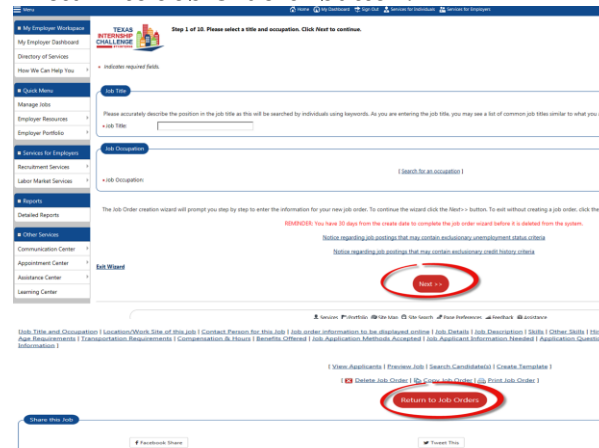 Menu
Home My Dashboard Sign Out Services for Individuals Services for Employers
My Employer Workspace
My Employer Dashboard
Directory of Services
How We Can Help You
Quick Menu
Manage Jobs
Employer Resources
Employer Portfolio
Services for Employers
Recruitment Services
Labor Market Services
Reports
Detailed Reports
Other Services
Communication Center
Appointment Center
Assistance Center
Learning Center
TEXAS
INTERNSHIP
CHALLENGE
Step 1 of 10. Please select a title and occupation. Click Next to continue.
Indicates required fields.
Job Title
Please accurately describe the position in the job title as this will be searched by individuals using keywords. As you are entering the job title, you may see a list of common job titles similar to what you
Job Title:
Job Occupation
[ Search for an occupation ]
Job Occupation:
The Job Order creation wizard will prompt you step by step to enter the information for your new job order. To continue the wizard click the Next>> button. To exit without creating a job order, click the
REMINDER: You have 30 days from the create date to complete the job order wizard before it is deleted from the system.
Notice regarding job postings that may contain exclusionary unemployment status criteria
Notice regarding job postings that may contain exclusionary credit history criteria
Exit Wizard
Next >>
Services Portfolio Site Map Site Search Page Preferences Feedback Assistance
Job Title and Occupation | Location/Work Site of this job | Contact Person for this Job | Job order information to be displayed online | Job Details | Job Description | Skills | Other Skills |
Age Requirements | Transportation Requirements | Compensation & Hours | Benefits Offered | Job Application Methods Accepted | Job Applicant Information Needed | Application
Information |
| View Applicants | Preview Job | Search Candidate(s) | Create Template |
| Delete Job Order | Copy Job Order | Print Job Order |
Return to Job Orders
Share this Job
Facebook Share
Tweet This